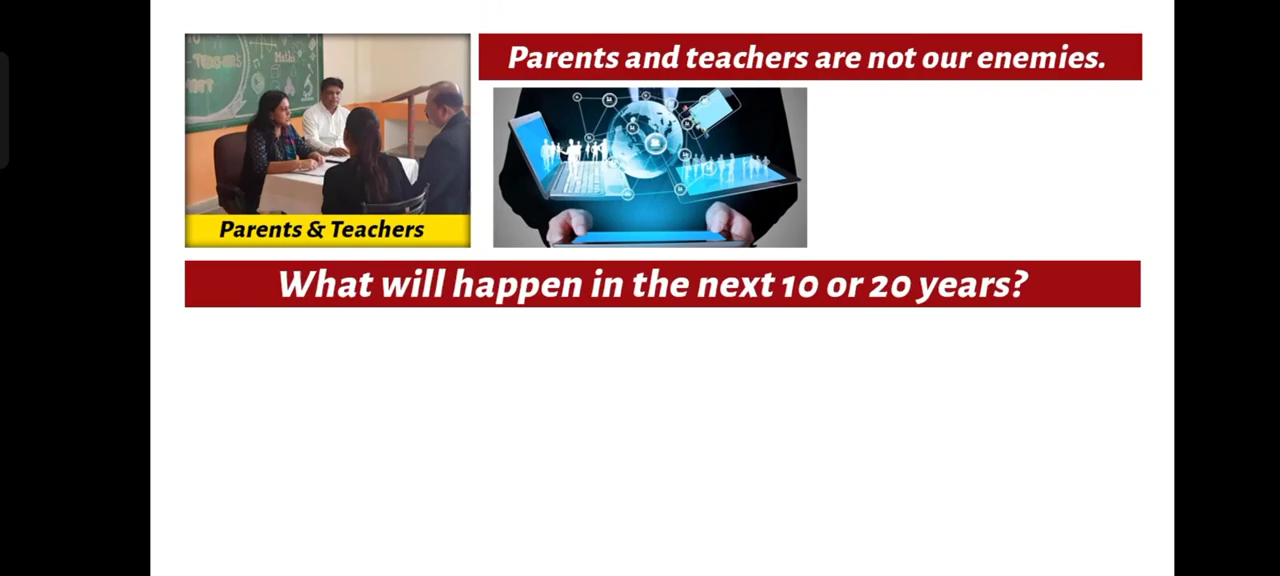 Parents and teachers are not our enemies.
Maths
Parents & Teachers
What will happen in the next 10 or 20 years?